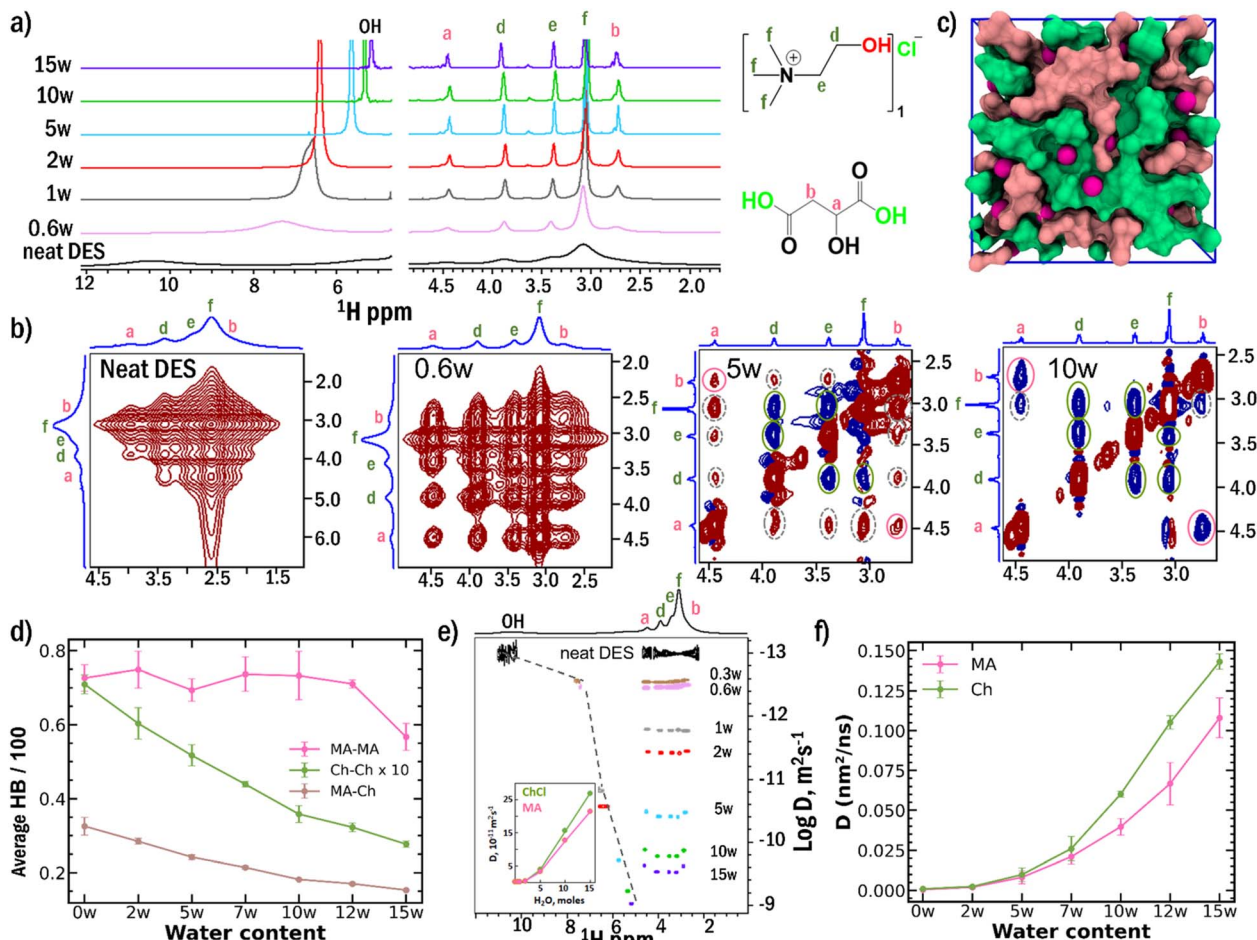 a)
OH
a
d
e
f
b
15w
10w
5w
2w
1w
0.6w
neat DES
12
10
8
6
4.5
4.0
3.5
3.0
2.5
2.0
¹H ppm
f
f
f
N
+
d
OH
e
Cl⁻
1
HO
O
b
a
OH
O
OH
c)
b)
a
d
e
f
b
b
f
e
d
a
Neat DES
2.0
3.0
4.0
5.0
6.0
4.5
3.5
2.5
1.5
a
d
e
f
b
b
f
e
d
a
0.6w
2.0
2.5
3.0
3.5
4.0
4.5
4.5
4.0
3.5
3.0
2.5
a
d
e
f
b
b
f
e
d
a
5w
2.5
3.0
3.5
4.0
4.5
4.5
4.0
3.5
3.0
a
d
e
f
b
b
f
e
d
a
10w
2.5
3.0
3.5
4.0
4.5
4.5
4.0
3.5
3.0
d)
Average HB / 100
0.8
0.6
0.4
0.2
MA-MA
Ch-Ch x 10
MA-Ch
0w
2w
5w
7w
10w
12w
15w
Water content
e)
OH
a
d
e
f
b
neat DES
0.3w
0.6w
1w
2w
5w
10w
15w
-13
-12
-11
-10
-9
Log D, m²s⁻¹
ChCl
MA
D, 10⁻¹¹m²s⁻¹
25
15
5
5
10
15
H₂O, moles
10
8
6
4
2
¹H ppm
f)
D (nm²/ns)
0.150
0.125
0.100
0.075
0.050
0.025
0.000
MA
Ch
0w
2w
5w
7w
10w
12w
15w
Water content